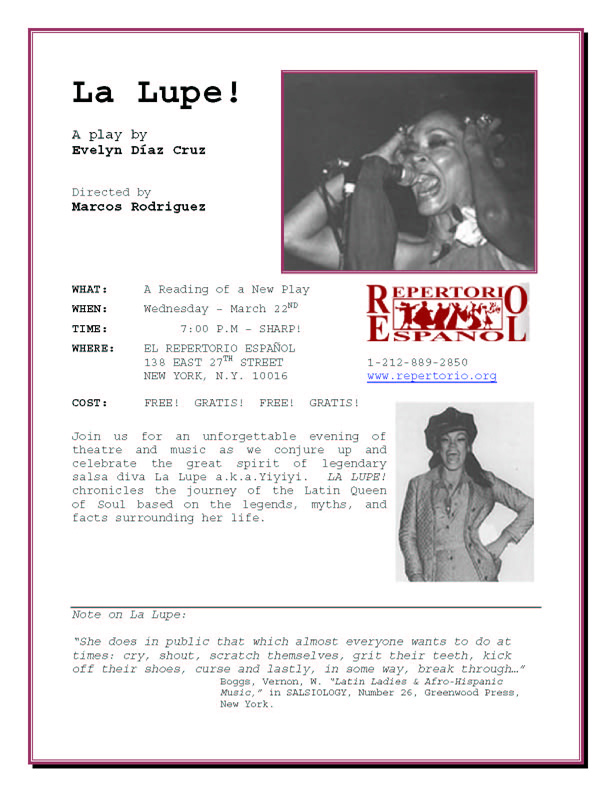 La Lupe!
A play by
Evelyn Díaz Cruz
Directed by
Marcos Rodriguez
WHAT: A Reading of a New Play
WHEN: Wednesday – March 22ND
TIME: 7:00 P.M – SHARP!
WHERE: EL REPERTORIO ESPAÑOL
138 EAST 27TH STREET
NEW YORK, N.Y. 10016
REPERTORIO
ESPAÑOL
1-212-889-2850
www.repertorio.org
COST: FREE! GRATIS! FREE! GRATIS!
Join us for an unforgettable evening of
theatre and music as we conjure up and
celebrate the great spirit of legendary
salsa diva La Lupe a.k.a.Yiyiyi. LA LUPE!
chronicles the journey of the Latin Queen
of Soul based on the legends, myths, and
facts surrounding her life.
Note on La Lupe:
“She does in public that which almost everyone wants to do at
times: cry, shout, scratch themselves, grit their teeth, kick
off their shoes, curse and lastly, in some way, break through…”
Boggs, Vernon, W. “Latin Ladies & Afro-Hispanic
Music,” in SALSIOLOGY, Number 26, Greenwood Press,
New York.